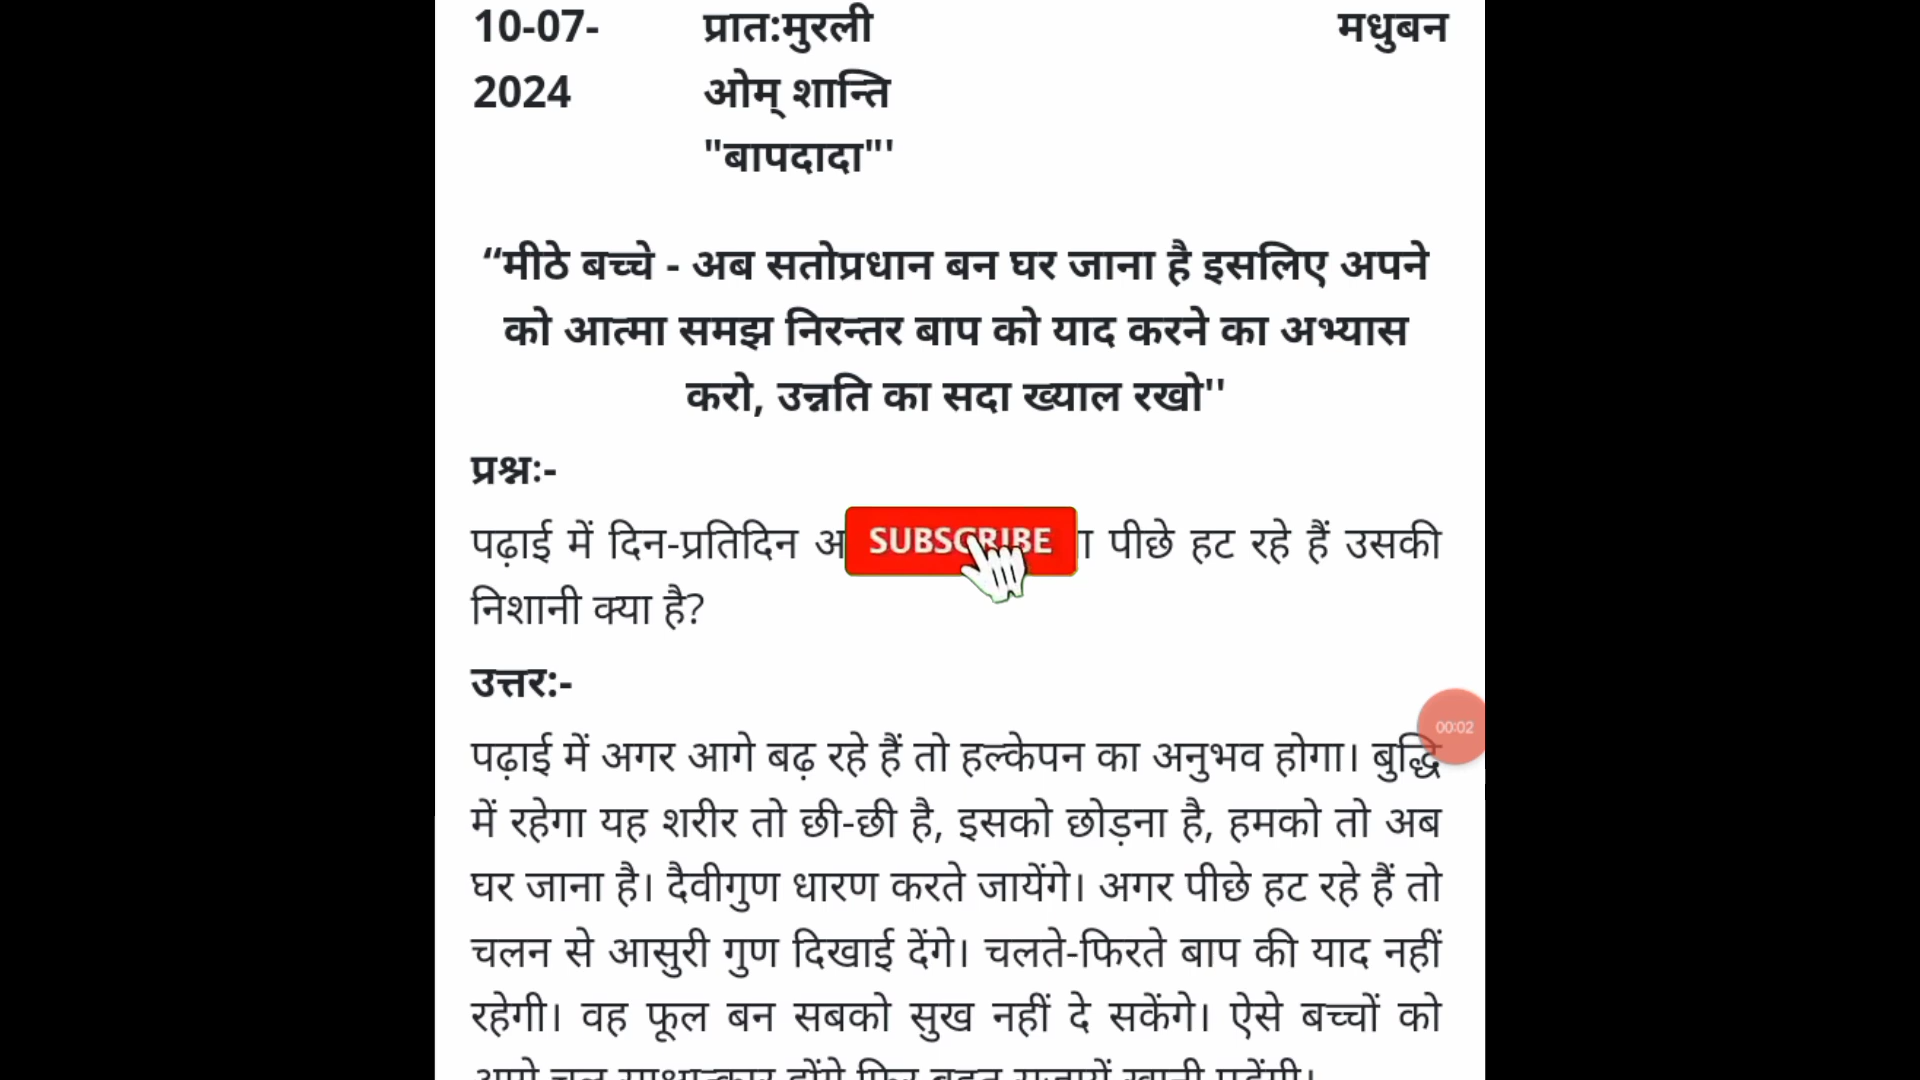 10-07- प्रात:मुरली मधुबन
2024 ओम् शान्ति
"बापदादा"'
“मीठे बच्चे - अब सतोप्रधान बन घर जाना है इसलिए अपने
को आत्मा समझ निरन्तर बाप को याद करने का अभ्यास
करो, उन्नति का सदा ख्याल रखो''
प्रश्नः-
पढ़ाई में दिन-प्रतिदिन SUBSCRIBE पीछे हट रहे हैं उसकी
निशानी क्या है?
उत्तर:-
00:02
पढ़ाई में अगर आगे बढ़ रहे हैं तो हल्केपन का अनुभव होगा। बुद्धि
में रहेगा यह शरीर तो छी-छी है, इसको छोड़ना है, हमको तो अब
घर जाना है। दैवीगुण धारण करते जायेंगे। अगर पीछे हट रहे हैं तो
चलन से आसुरी गुण दिखाई देंगे। चलते-फिरते बाप की याद नहीं
रहेगी। वह फूल बन सबको सुख नहीं दे सकेंगे। ऐसे बच्चों को